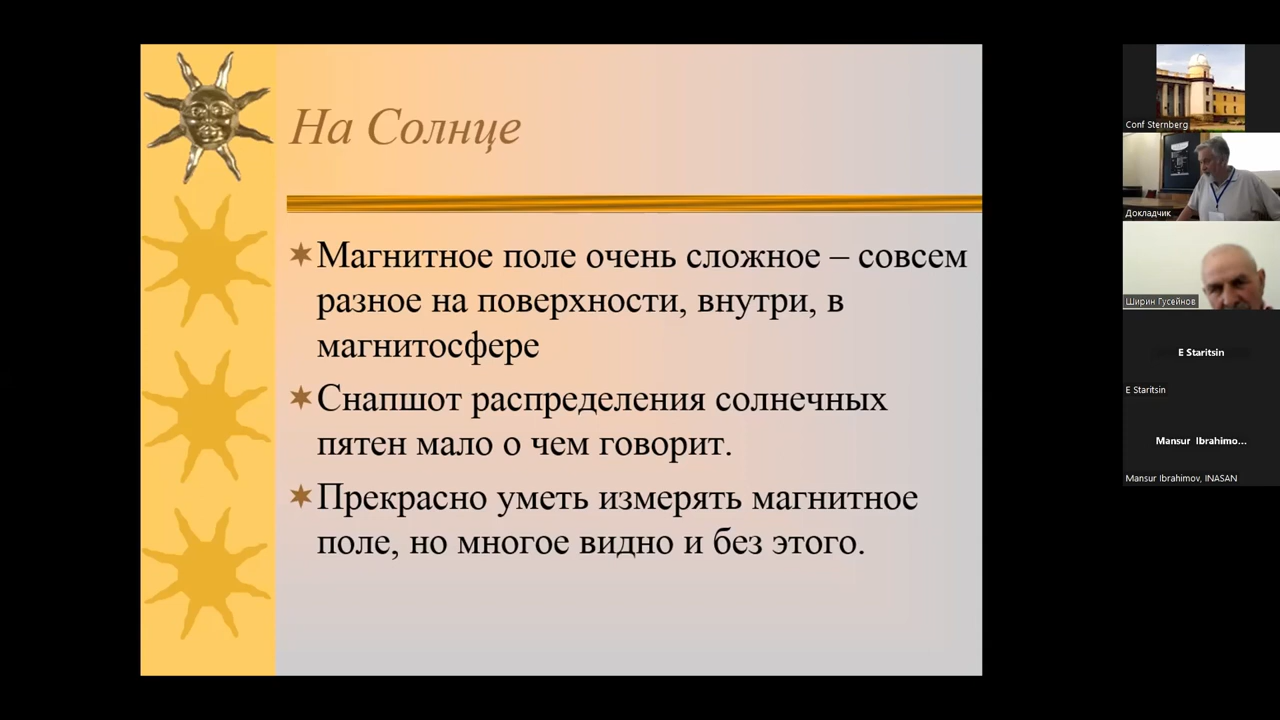 На Солнце
Магнитное поле очень сложное – совсем
разное на поверхности, внутри, в
магнитосфере
Снапшот распределения солнечных
пятен мало о чем говорит.
Прекрасно уметь измерять магнитное
поле, но многое видно и без этого.
Conf Sternberg
Докладчик
Ширин Гусейнов
E Staritsin
E Staritsin
Mansur Ibrahimo...
Mansur Ibrahimov, INASAN